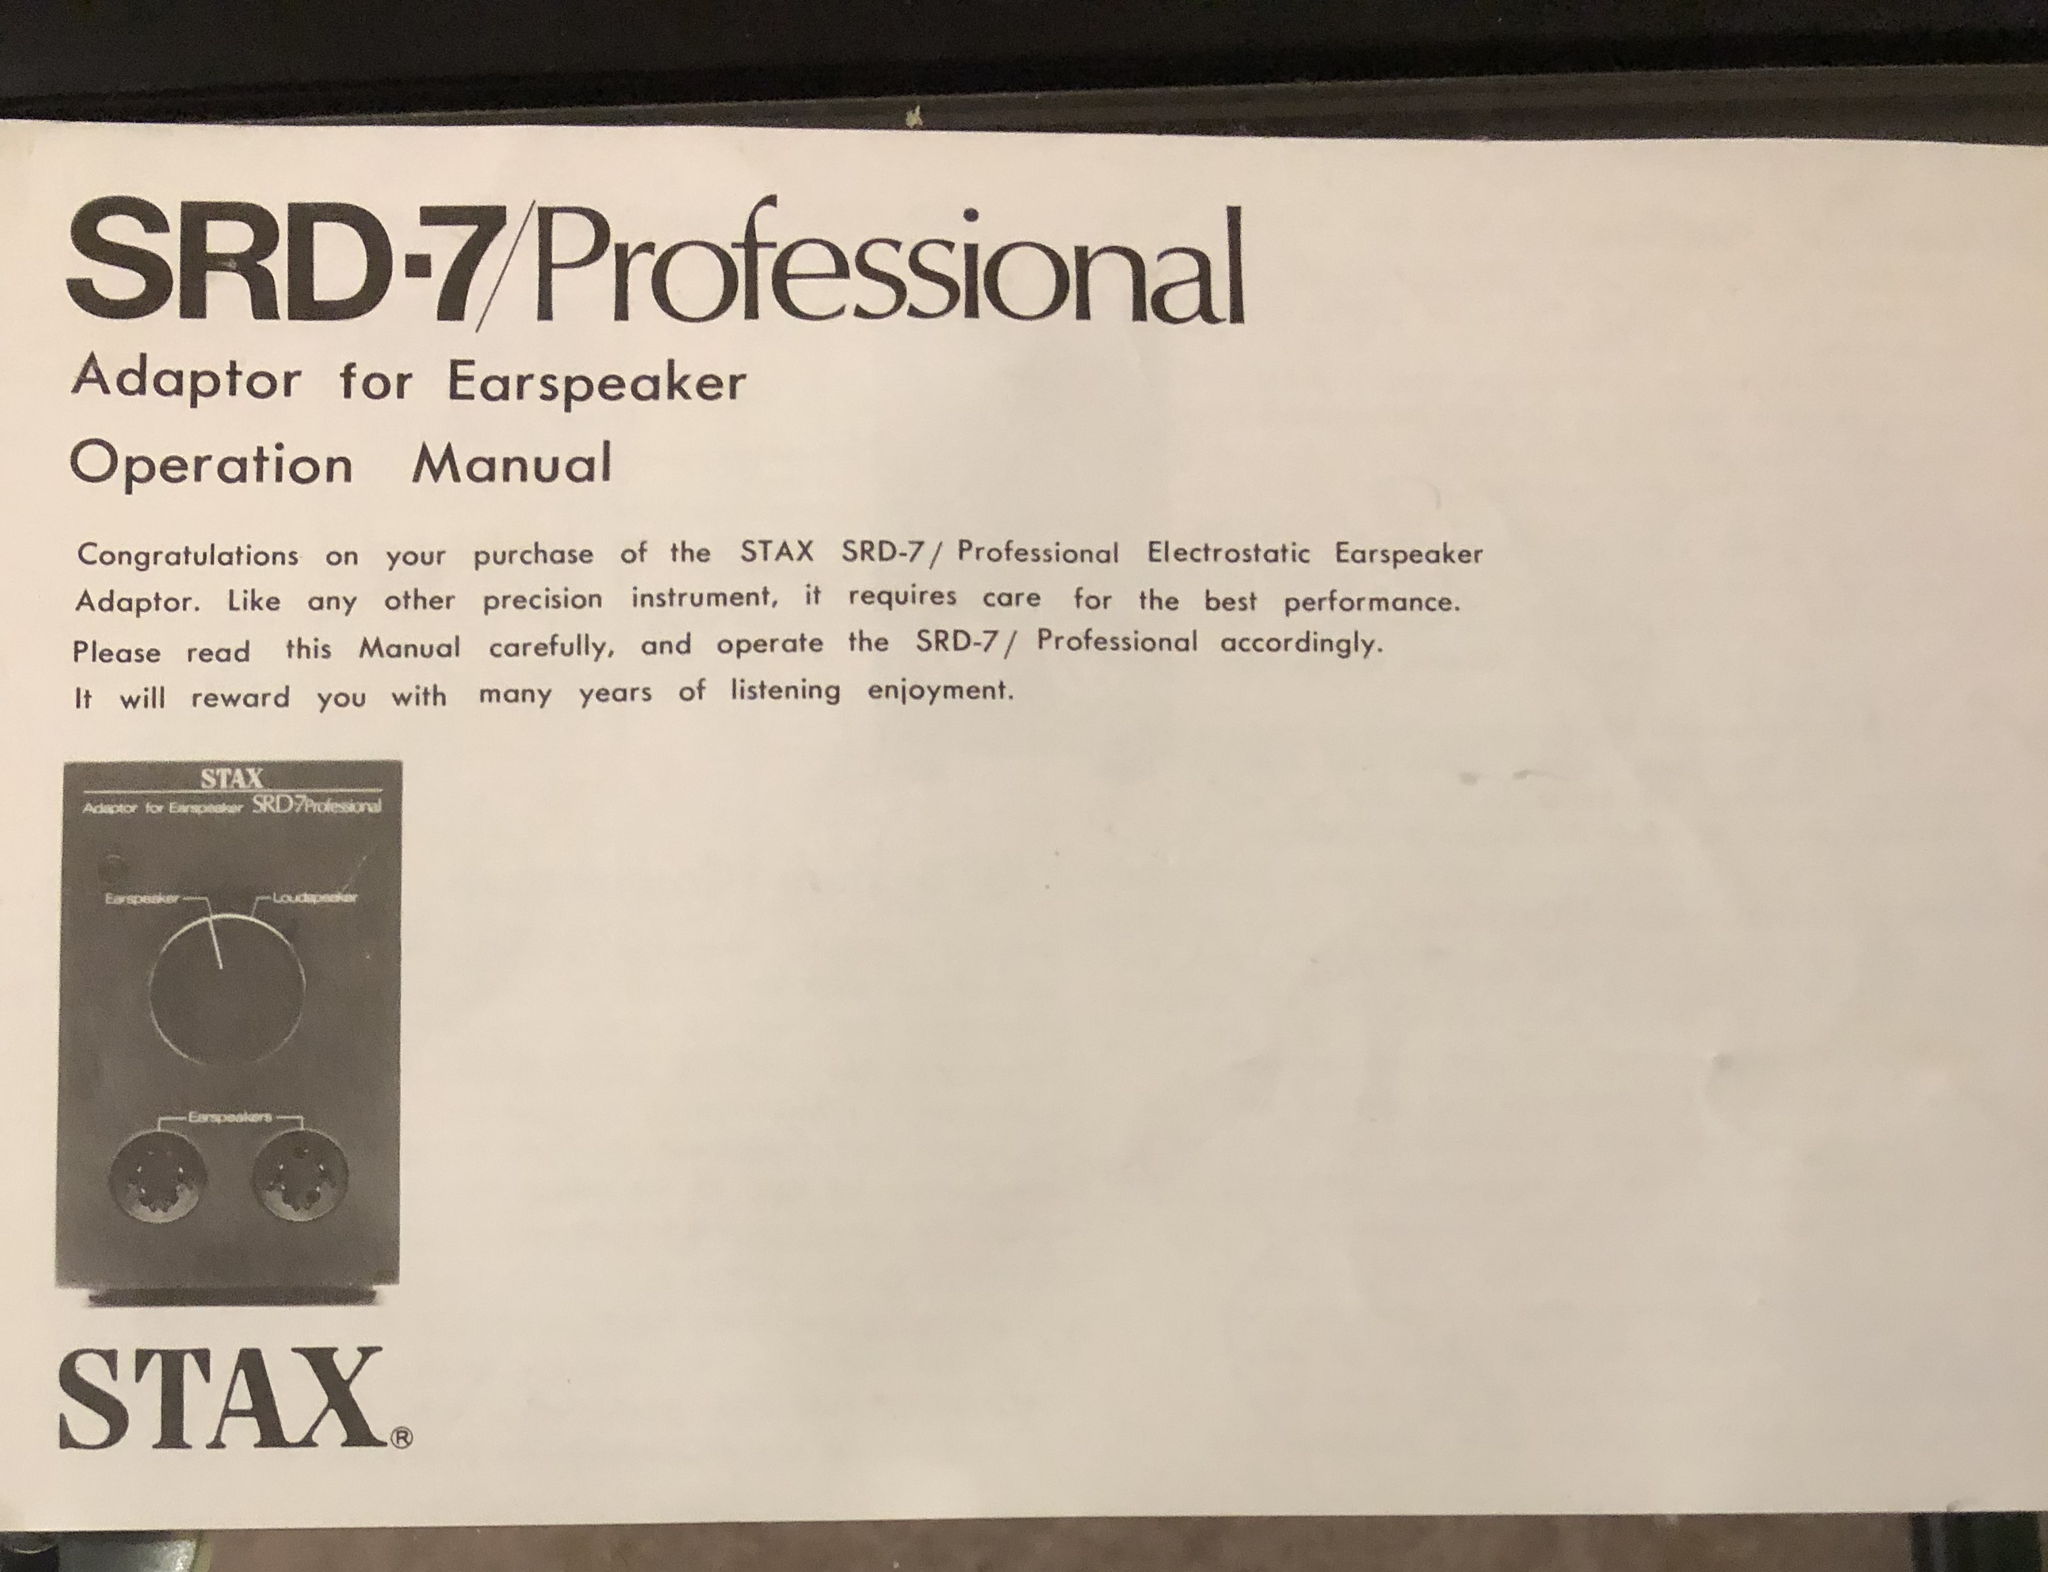 SRD-7/Professional
Adaptor for Earspeaker
Operation Manual
Congratulations on your purchase of the STAX SRD-7/ Professional Electrostatic Earspeaker
Adaptor. Like any other precision instrument, it requires care for the best performance.
Please read this Manual carefully, and operate the SRD-7/ Professional accordingly.
It will reward you with many years of listening enjoyment.
STAX
Adaptor for Earspeaker SRD-7Professional
Earspeaker Loudspeaker
Earspeakers
STAX®